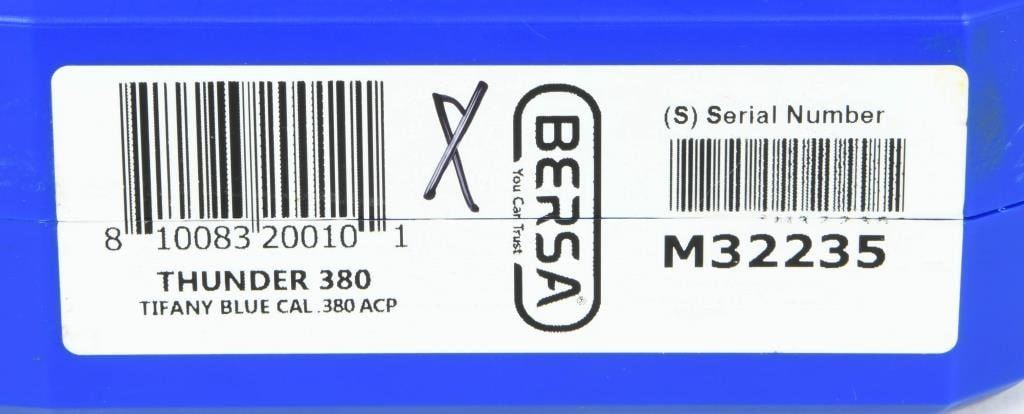 8 10083 20010 1
THUNDER 380
TIFANY BLUE CAL .380 ACP
BERSA®
You Can Trust
(S) Serial Number
M32235